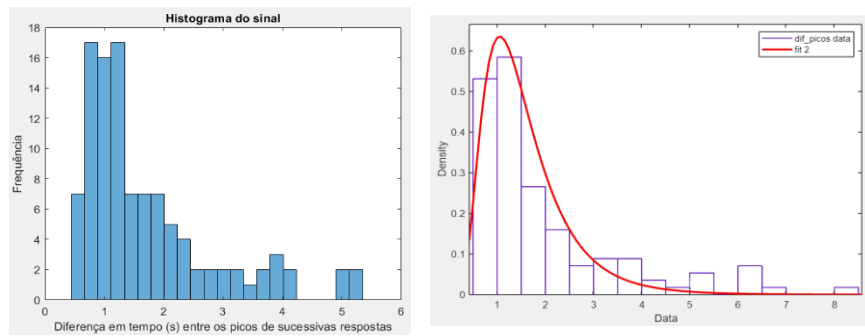 Histograma do sinal
18
16
14
12
10
8
6
4
2
0
Frequência
0 1 2 3 4 5 6
Diferença em tempo (s) entre os picos de sucessivas respostas
dif_picos data
fit 2
0.6
0.5
0.4
0.3
0.2
0.1
0
Density
1 2 3 4 5 6 7 8
Data